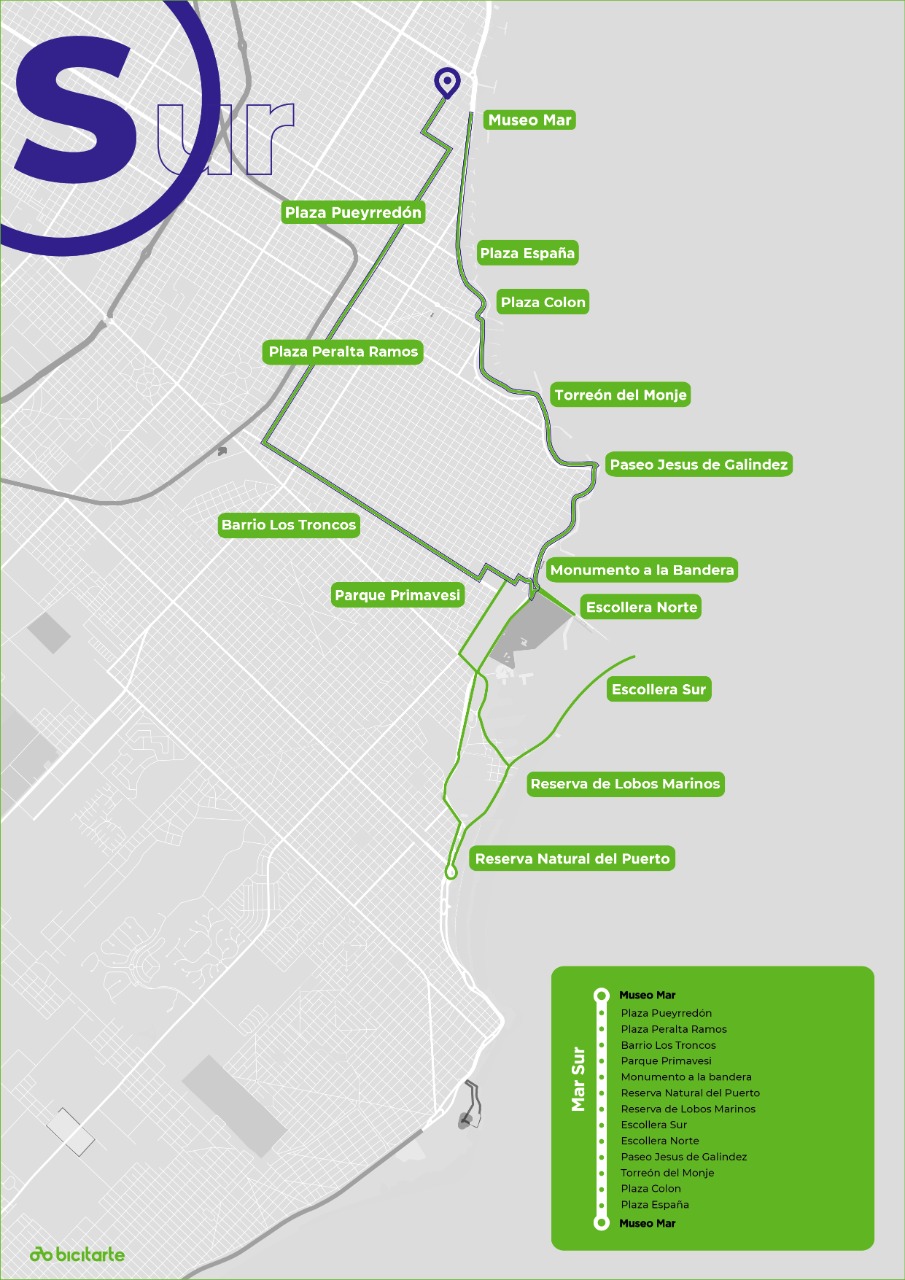 Sur
Museo Mar
Plaza Pueyrredón
Plaza España
Plaza Colon
Plaza Peralta Ramos
Torreón del Monje
Paseo Jesus de Galindez
Barrio Los Troncos
Monumento a la Bandera
Parque Primavesi
Escollera Norte
Escollera Sur
Reserva de Lobos Marinos
Reserva Natural del Puerto
Mar Sur
Museo Mar
Plaza Pueyrredón
Plaza Peralta Ramos
Barrio Los Troncos
Parque Primavesi
Monumento a la bandera
Reserva Natural del Puerto
Reserva de Lobos Marinos
Escollera Sur
Escollera Norte
Paseo Jesus de Galindez
Torreón del Monje
Plaza Colon
Plaza España
Museo Mar
bicitarte